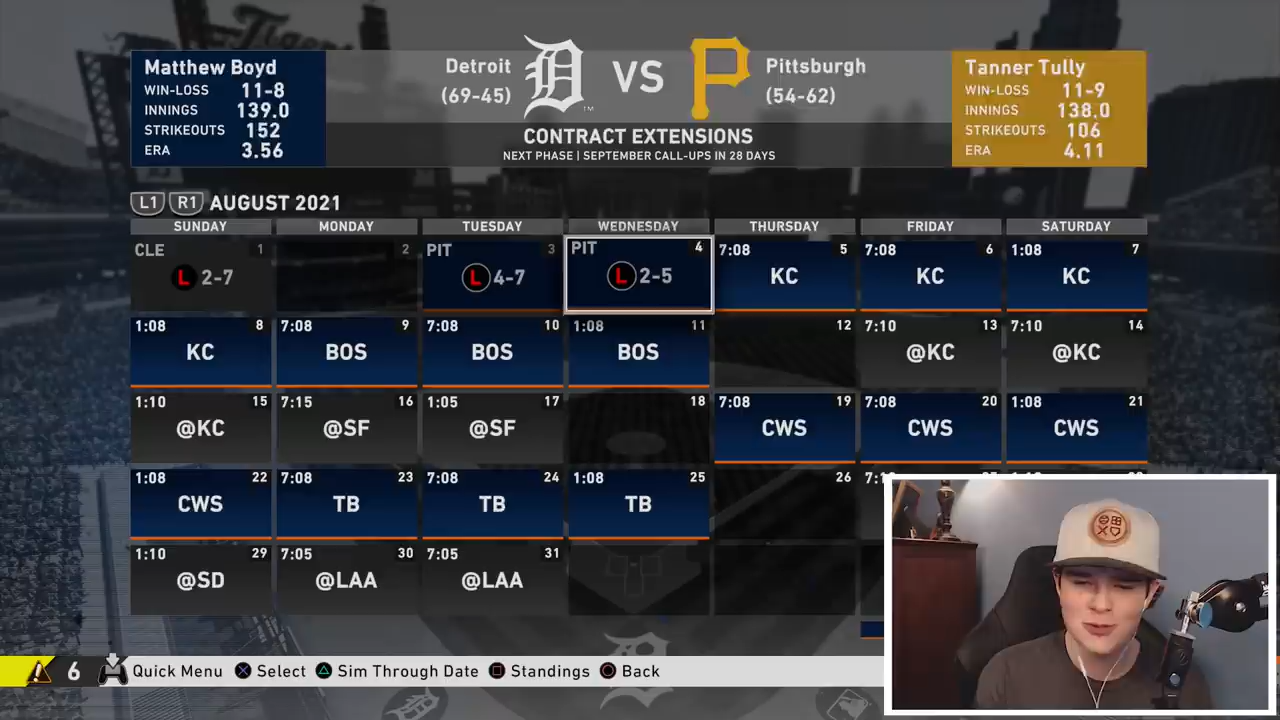 Matthew Boyd
WIN-LOSS 11-8
INNINGS 139.0
STRIKEOUTS 152
ERA 3.56
Detroit
(69-45)
VS
Pittsburgh
(54-62)
Tanner Tully
WIN-LOSS 11-9
INNINGS 138.0
STRIKEOUTS 106
ERA 4.11
CONTRACT EXTENSIONS
NEXT PHASE | SEPTEMBER CALL-UPS IN 28 DAYS
L1 R1 AUGUST 2021
SUNDAY MONDAY TUESDAY WEDNESDAY THURSDAY FRIDAY SATURDAY
CLE 1 2 PIT 3 PIT 4 7:08 5 7:08 6 1:08 7
L 2-7 L 4-7 L 2-5 KC KC KC
1:08 8 7:08 9 7:08 10 1:08 11 12 7:10 13 7:10 14
KC BOS BOS BOS @KC @KC
1:10 15 7:15 16 1:05 17 18 7:08 19 7:08 20 1:08 21
@KC @SF @SF CWS CWS CWS
1:08 22 7:08 23 7:08 24 1:08 25 26
CWS TB TB TB
1:10 29 7:05 30 7:05 31
@SD @LAA @LAA
6 Quick Menu Select Sim Through Date Standings Back